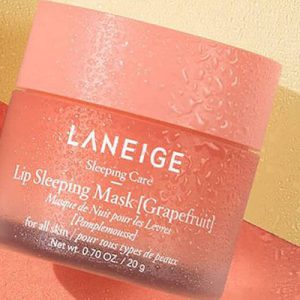 LANEIGE
Sleeping Care
Lip Sleeping Mask [Grapefruit]
Masque de Nuit pour les Lèvres
[Pamplemousse]
for all skin / pour tous types de peaux
Net wt. 0.70 OZ. / 20 g